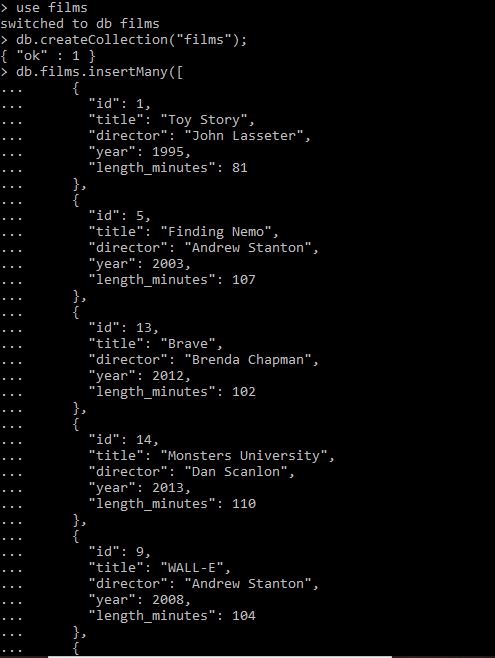 > use films
switched to db films
> db.createCollection("films");
{ "ok" : 1 }
> db.films.insertMany([
...      {
...        "id": 1,
...        "title": "Toy Story",
...        "director": "John Lasseter",
...        "year": 1995,
...        "length_minutes": 81
...      },
...      {
...        "id": 5,
...        "title": "Finding Nemo",
...        "director": "Andrew Stanton",
...        "year": 2003,
...        "length_minutes": 107
...      },
...      {
...        "id": 13,
...        "title": "Brave",
...        "director": "Brenda Chapman",
...        "year": 2012,
...        "length_minutes": 102
...      },
...      {
...        "id": 14,
...        "title": "Monsters University",
...        "director": "Dan Scanlon",
...        "year": 2013,
...        "length_minutes": 110
...      },
...      {
...        "id": 9,
...        "title": "WALL-E",
...        "director": "Andrew Stanton",
...        "year": 2008,
...        "length_minutes": 104
...      },
...      {